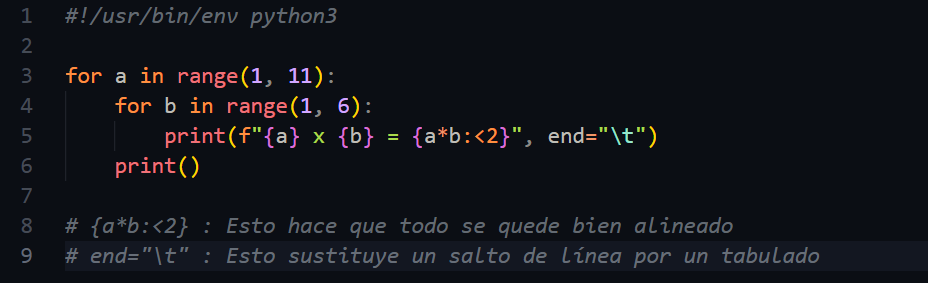 1 #!/usr/bin/env python3
2
3 for a in range(1, 11):
4     for b in range(1, 6):
5         print(f"{a} x {b} = {a*b:<2}", end="\t")
6     print()
7
8 # {a*b:<2} : Esto hace que todo se quede bien alineado
9 # end="\t" : Esto sustituye un salto de línea por un tabulado